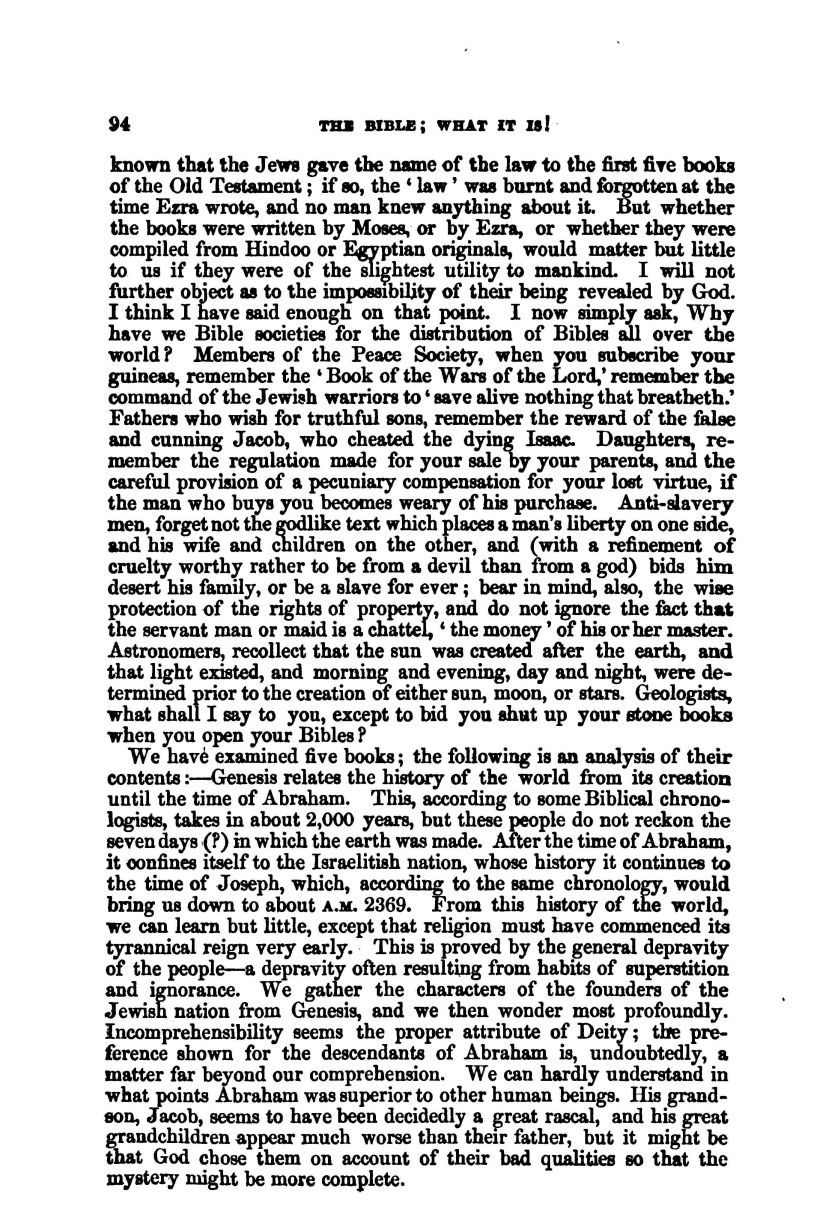 94 THE BIBLE; WHAT IT IS!
known that the Jews gave the name of the law to the first five books
of the Old Testament; if so, the ‘law’ was burnt and forgotten at the
time Ezra wrote, and no man knew anything about it. But whether
the books were written by Moses, or by Ezra, or whether they were
compiled from Hindoo or Egyptian originals, would matter but little
to us if they were of the slightest utility to mankind. I will not
further object as to the impossibility of their being revealed by God.
I think I have said enough on that point. I now simply ask, Why
have we Bible societies for the distribution of Bibles all over the
world? Members of the Peace Society, when you subscribe your
guineas, remember the ‘Book of the Wars of the Lord,’ remember the
command of the Jewish warriors to ‘save alive nothing that breatheth.’
Fathers who wish for truthful sons, remember the reward of the false
and cunning Jacob, who cheated the dying Isaac. Daughters, re-
member the regulation made for your sale by your parents, and the
careful provision of a pecuniary compensation for your lost virtue, if
the man who buys you becomes weary of his purchase. Anti-slavery
men, forget not the godlike text which places a man's liberty on one side,
and his wife and children on the other, and (with a refinement of
cruelty worthy rather to be from a devil than from a god) bids him
desert his family, or be a slave for ever; bear in mind, also, the wise
protection of the rights of property, and do not ignore the fact that
the servant man or maid is a chattel, ‘the money’ of his or her master.
Astronomers, recollect that the sun was created after the earth, and
that light existed, and morning and evening, day and night, were de-
termined prior to the creation of either sun, moon, or stars. Geologists,
what shall I say to you, except to bid you shut up your stone books
when you open your Bibles?
We have examined five books; the following is an analysis of their
contents:—Genesis relates the history of the world from its creation
until the time of Abraham. This, according to some Biblical chrono-
logists, takes in about 2,000 years, but these people do not reckon the
seven days (?) in which the earth was made. After the time of Abraham,
it confines itself to the Israelitish nation, whose history it continues to
the time of Joseph, which, according to the same chronology, would
bring us down to about A.M. 2369. From this history of the world,
we can learn but little, except that religion must have commenced its
tyrannical reign very early. This is proved by the general depravity
of the people—a depravity often resulting from habits of superstition
and ignorance. We gather the characters of the founders of the
Jewish nation from Genesis, and we then wonder most profoundly.
Incomprehensibility seems the proper attribute of Deity; the pre-
ference shown for the descendants of Abraham is, undoubtedly, a
matter far beyond our comprehension. We can hardly understand in
what points Abraham was superior to other human beings. His grand-
son, Jacob, seems to have been decidedly a great rascal, and his great
grandchildren appear much worse than their father, but it might be
that God chose them on account of their bad qualities so that the
mystery might be more complete.